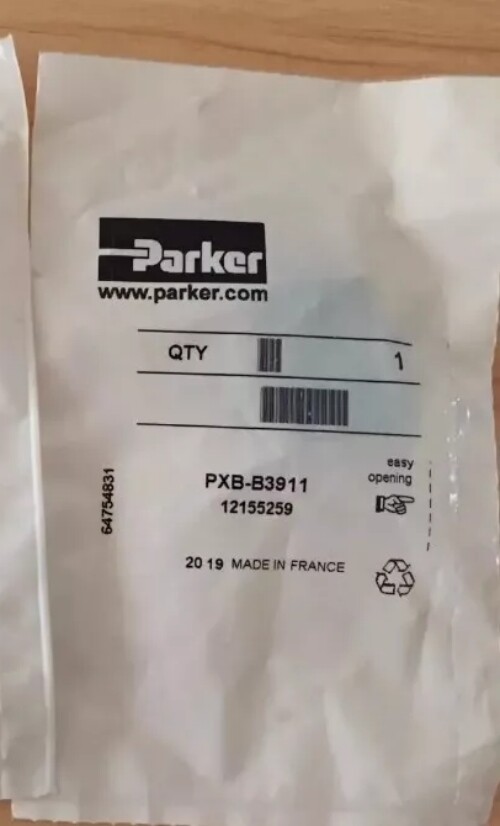 Parker
www.parker.com
QTY 1
easy
opening
PXB-B3911
12155259
64754831
20 19 MADE IN FRANCE